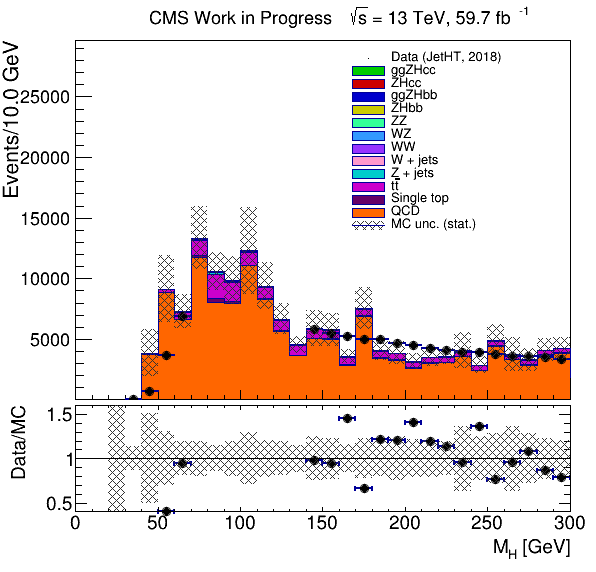 CMS Work in Progress √s = 13 TeV, 59.7 fb⁻¹
Events/10.0 GeV
25000
20000
15000
10000
5000
Data (JetHT, 2018)
ggZHcc
ZHcc
ggZHbb
ZHbb
ZZ
WZ
WW
W + jets
Z + jets
tt̄
Single top
QCD
MC unc. (stat.)
Data/MC
1.5
1
0.5
0 50 100 150 200 250 300
M_H [GeV]